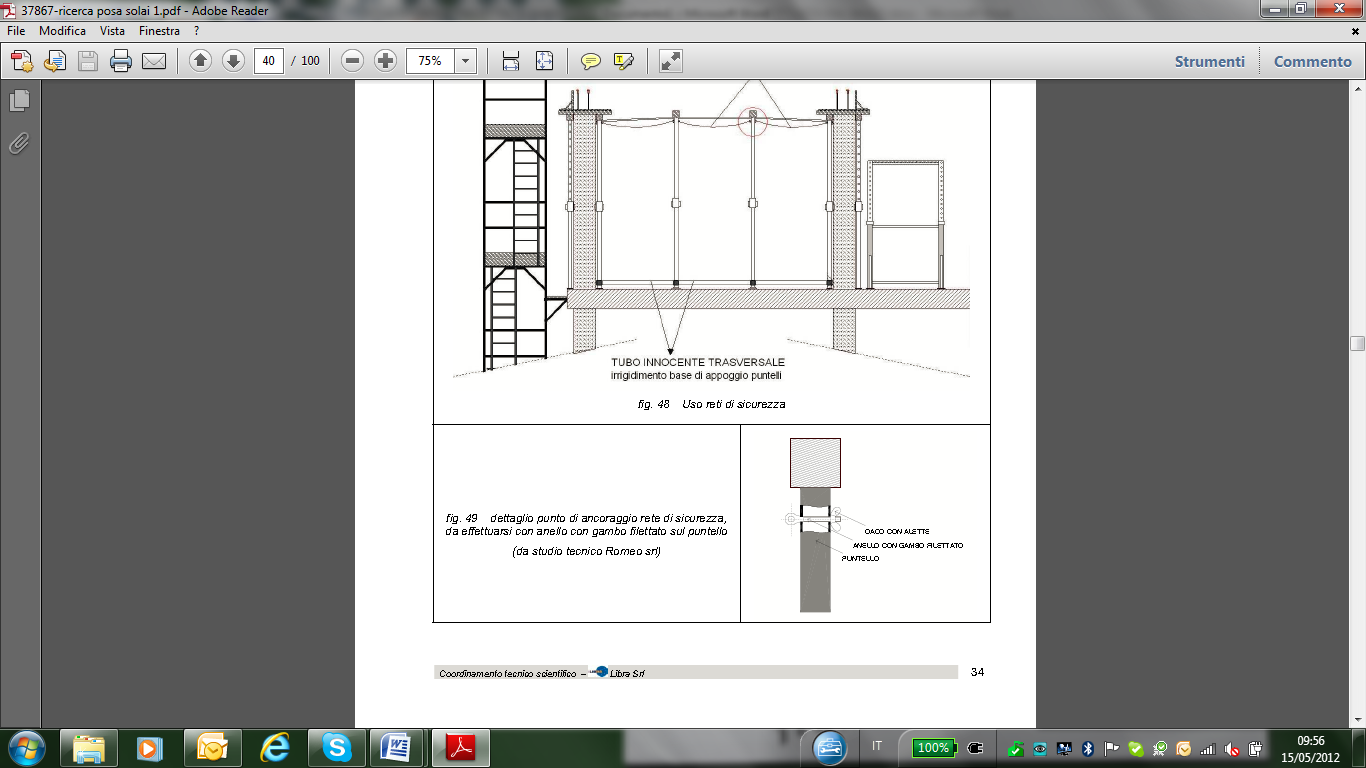 37867-ricerca posa solai 1.pdf - Adobe Reader
File Modifica Vista Finestra ?
40 / 100 75% Strumenti Commento
TUBO INNOCENTE TRASVERSALE
irrigidimento base di appoggio puntelli
fig. 48 Uso reti di sicurezza
fig. 49 dettaglio punto di ancoraggio rete di sicurezza,
da effettuarsi con anello con gambo filettato sul puntello
(da studio tecnico Romeo srl)
DADO CON ALETTE
ANELLO CON GAMBO FILETTATO
PUNTELLO
Coordinamento tecnico scientifico – Libra Srl 34
IT 100% 09:56
15/05/2012